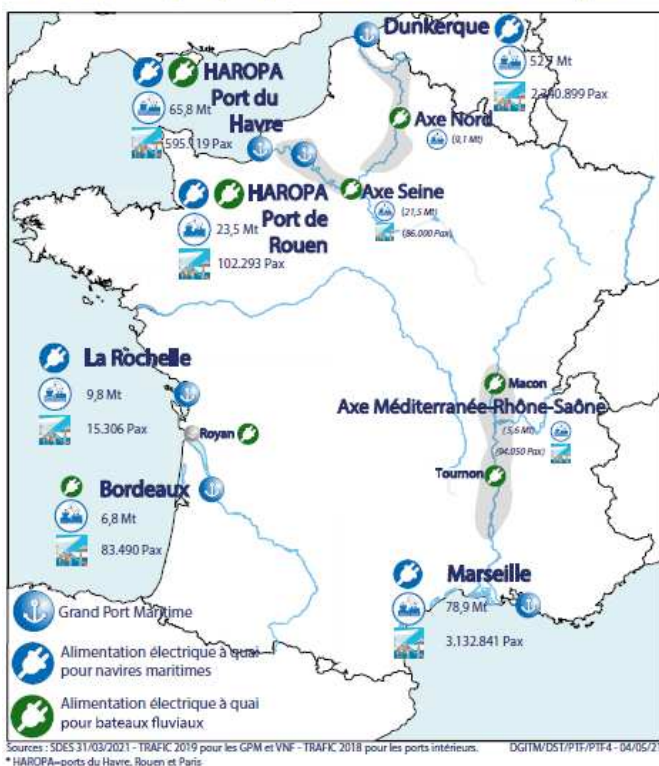 Dunkerque
52,7 Mt
2.340.899 Pax
HAROPA
Port du
Havre
65,8 Mt
595.119 Pax
Axe Nord
(9,1 Mt)
HAROPA
Port de
Rouen
23,5 Mt
102.293 Pax
Axe Seine
(21,5 Mt)
(86.000 Pax)
La Rochelle
9,8 Mt
15.306 Pax
Royan
Bordeaux
6,8 Mt
83.490 Pax
Macon
Axe Méditerranée-Rhône-Saône
(5,6 Mt)
(94.050 Pax)
Tournon
Marseille
78,9 Mt
3.132.841 Pax
Grand Port Maritime
Alimentation électrique à quai
pour navires maritimes
Alimentation électrique à quai
pour bateaux fluviaux
Sources : SDES 31/03/2021 - TRAFIC 2019 pour les GPM et VNF - TRAFIC 2018 pour les ports intérieurs.
DGITM/DST/PTF/PTF4 - 04/05/21
* HAROPA=ports du Havre, Rouen et Paris